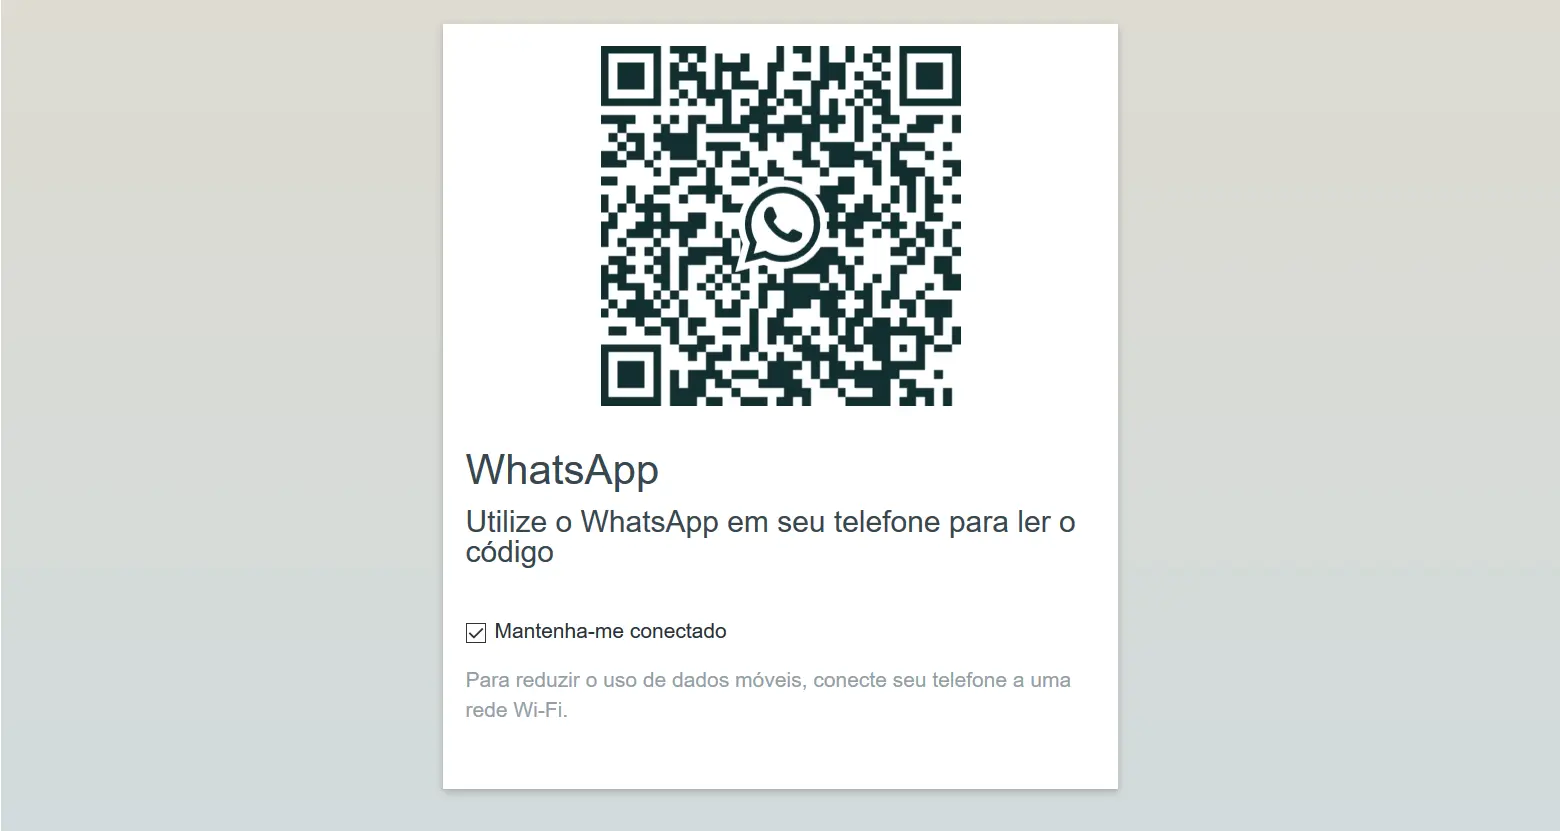 WhatsApp
Utilize o WhatsApp em seu telefone para ler o
código
Mantenha-me conectado
Para reduzir o uso de dados móveis, conecte seu telefone a uma
rede Wi-Fi.